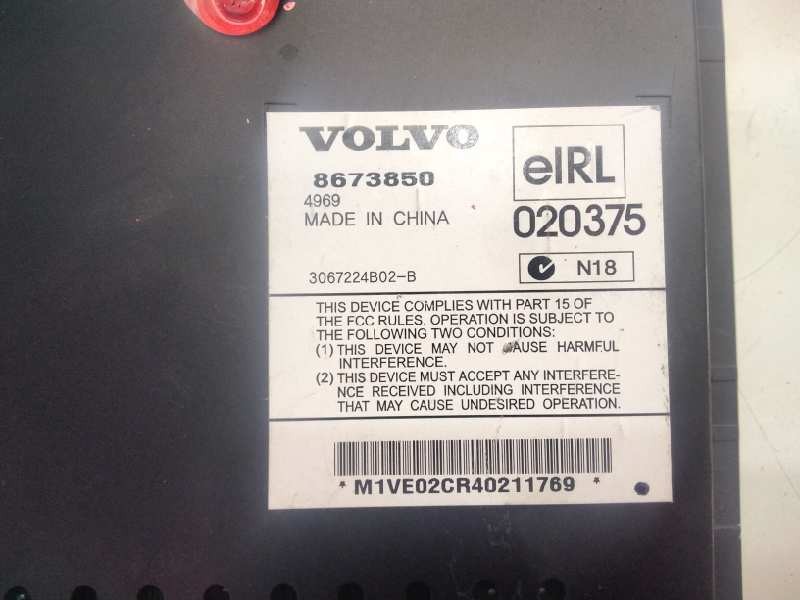 VOLVO
8673850
4969
MADE IN CHINA
eIRL
020375
N18
3067224B02-B
THIS DEVICE COMPLIES WITH PART 15 OF
THE FCC RULES. OPERATION IS SUBJECT TO
THE FOLLOWING TWO CONDITIONS:
(1) THIS DEVICE MAY NOT CAUSE HARMFUL
INTERFERENCE.
(2) THIS DEVICE MUST ACCEPT ANY INTERFERE-
NCE RECEIVED INCLUDING INTERFERENCE
THAT MAY CAUSE UNDESIRED OPERATION.
* M1VE02CR40211769 *